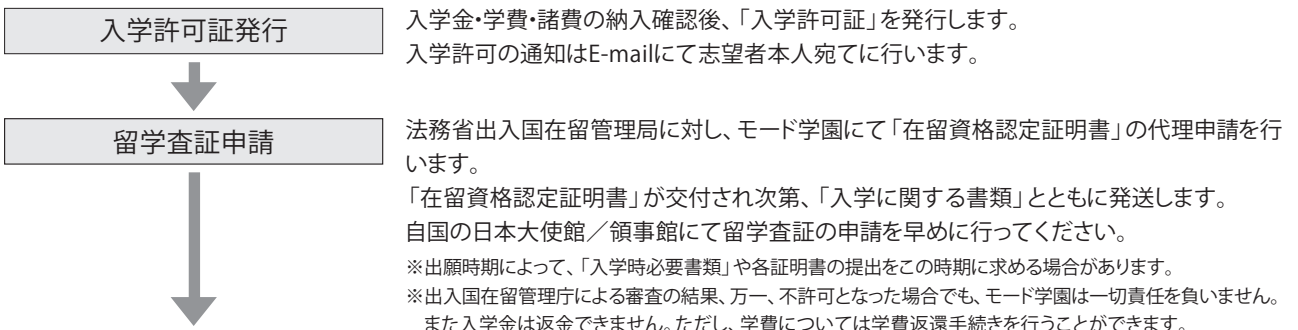 入学許可証発行
入学金・学費・諸費の納入確認後、「入学許可証」を発行します。
入学許可の通知はE-mailにて志望者本人宛てに行います。
留学査証申請
法務省出入国在留管理局に対し、モード学園にて「在留資格認定証明書」の代理申請を行
います。
「在留資格認定証明書」が交付され次第、「入学に関する書類」とともに発送します。
自国の日本大使館／領事館にて留学査証の申請を早めに行ってください。
※出願時期によって、「入学時必要書類」や各証明書の提出をこの時期に求める場合があります。
※出入国在留管理庁による審査の結果、万一、不許可となった場合でも、モード学園は一切責任を負いません。
また入学金は返金できません。ただし、学費については学費返還手続きを行うことができます。